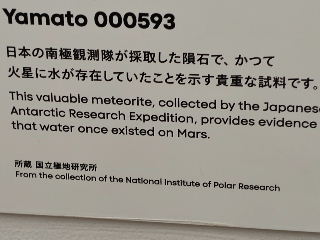 Yamato 000593
日本の南極観測隊が採取した隕石で、かつて
火星に水が存在していたことを示す貴重な試料です。
This valuable meteorite, collected by the Japanese
Antarctic Research Expedition, provides evidence
that water once existed on Mars.
所蔵 国立極地研究所
From the collection of the National Institute of Polar Research